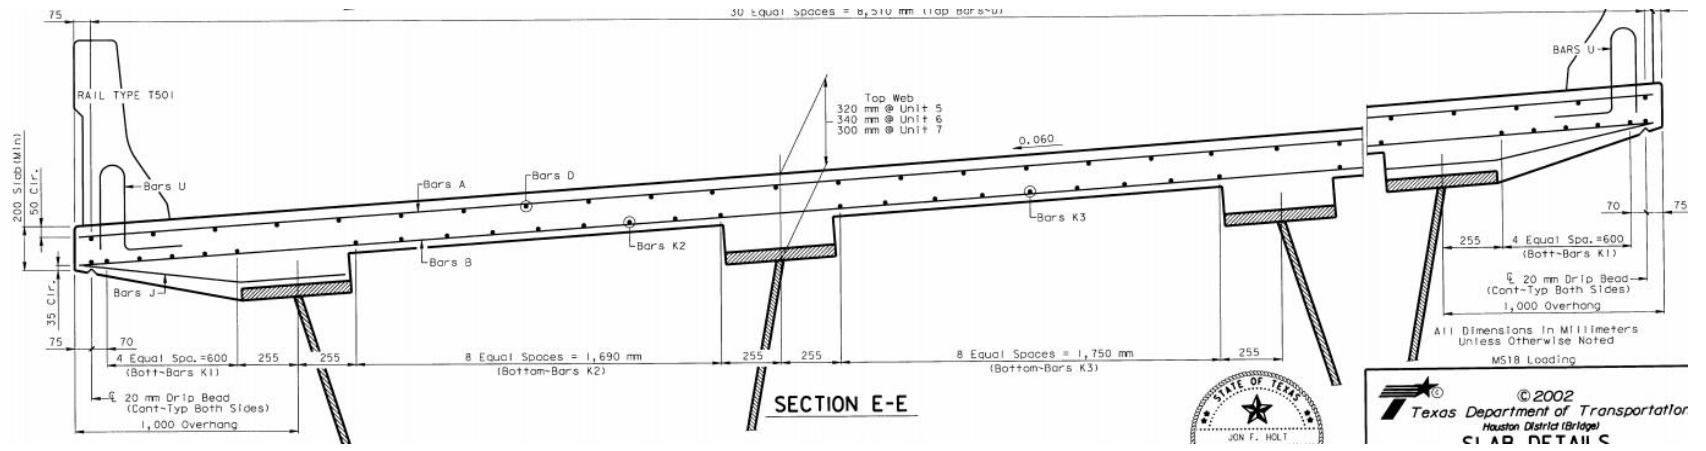 75
30 Equal Spaces = 8,510 mm (Top Bars~D)
RAIL TYPE T501
BARS U
Top Web
320 mm @ Unit 5
340 mm @ Unit 6
300 mm @ Unit 7
0.060
200 Slab(Min)
50 Clr.
Bars U
Bars A
Bars D
Bars K2
Bars K3
Bars B
Bars J
35 Clr.
75
70
4 Equal Spa.=600
(Bott~Bars K1)
255
255
8 Equal Spaces = 1,690 mm
(Bottom~Bars K2)
255
255
8 Equal Spaces = 1,750 mm
(Bottom~Bars K3)
255
70
75
255
4 Equal Spa.=600
(Bott~Bars K1)
℄ 20 mm Drip Bead
(Cont~Typ Both Sides)
1,000 Overhang
℄ 20 mm Drip Bead
(Cont~Typ Both Sides)
1,000 Overhang
All Dimensions in Millimeters
Unless Otherwise Noted
MS18 Loading
SECTION E-E
STATE OF TEXAS
JON F. HOLT
©
©2002
Texas Department of Transportation
Houston District (Bridge)
SLAB DETAILS